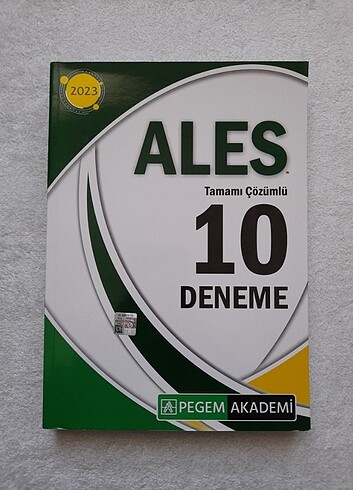 2023
ALES
Tamamı Çözümlü
10
DENEME
PEGEM AKADEMİ